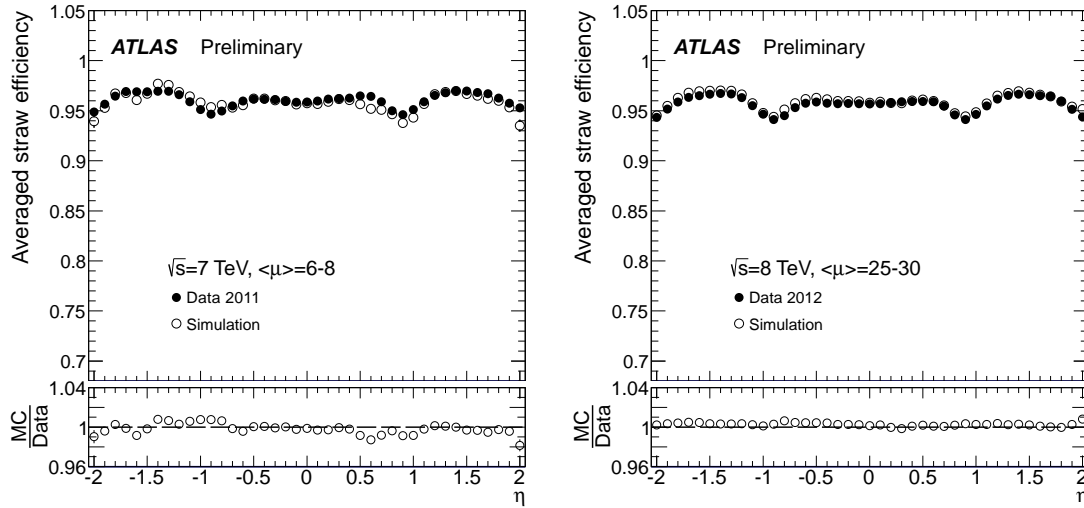 ATLAS Preliminary
Averaged straw efficiency
1.05
1
0.95
0.9
0.85
0.8
0.75
0.7
√s=7 TeV, <μ>=6-8
Data 2011
Simulation
MC
Data
1.04
1
0.96
-2 -1.5 -1 -0.5 0 0.5 1 1.5 2
η
ATLAS Preliminary
Averaged straw efficiency
1.05
1
0.95
0.9
0.85
0.8
0.75
0.7
√s=8 TeV, <μ>=25-30
Data 2012
Simulation
MC
Data
1.04
1
0.96
-2 -1.5 -1 -0.5 0 0.5 1 1.5 2
η